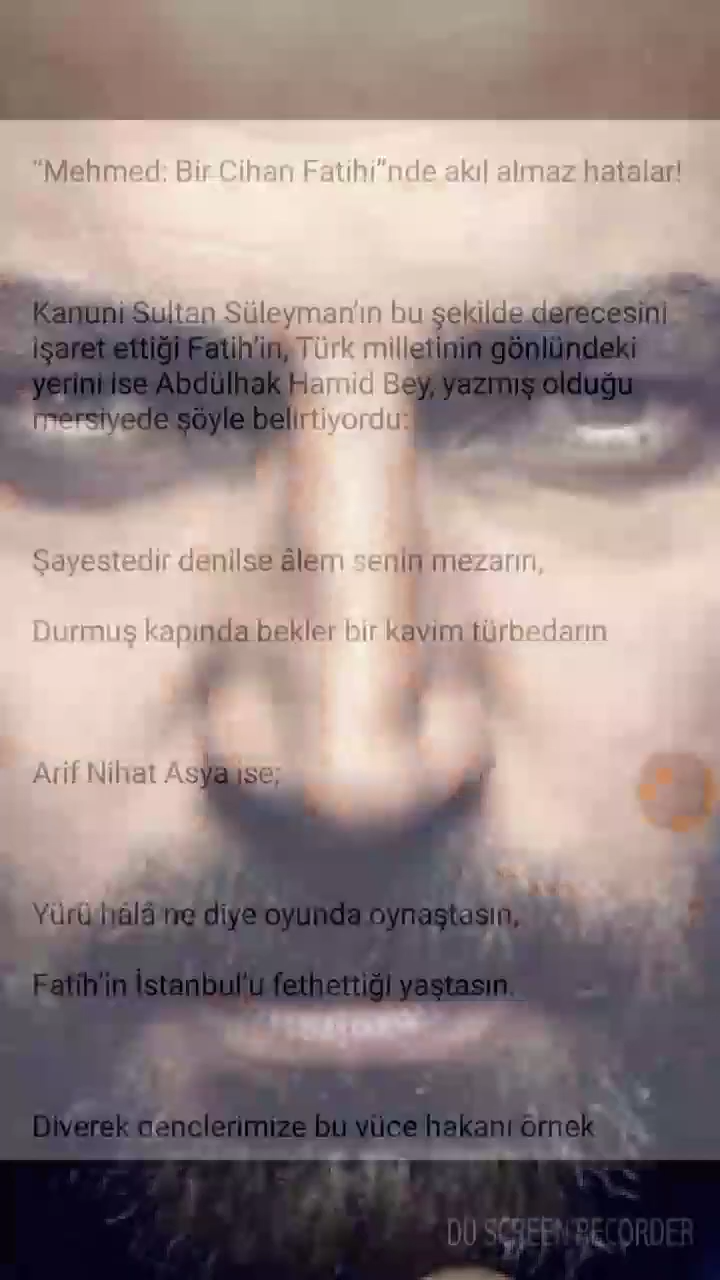 “Mehmed: Bir Cihan Fatihi”nde akıl almaz hatalar!
Kanuni Sultan Süleyman’ın bu şekilde derecesini
işaret ettiği Fatih’in, Türk milletinin gönlündeki
yerini ise Abdülhak Hamid Bey, yazmış olduğu
mersiyede şöyle belirtiyordu:
Şayestedir denilse âlem senin mezarın,
Durmuş kapında bekler bir kavim türbedarın
Arif Nihat Asya ise;
Yürü hâlâ ne diye oyunda oynaştasın,
Fatih’in İstanbul’u fethettiği yaştasın.
Diyerek gençlerimize bu yüce hakanı örnek
DU SCREEN RECORDER